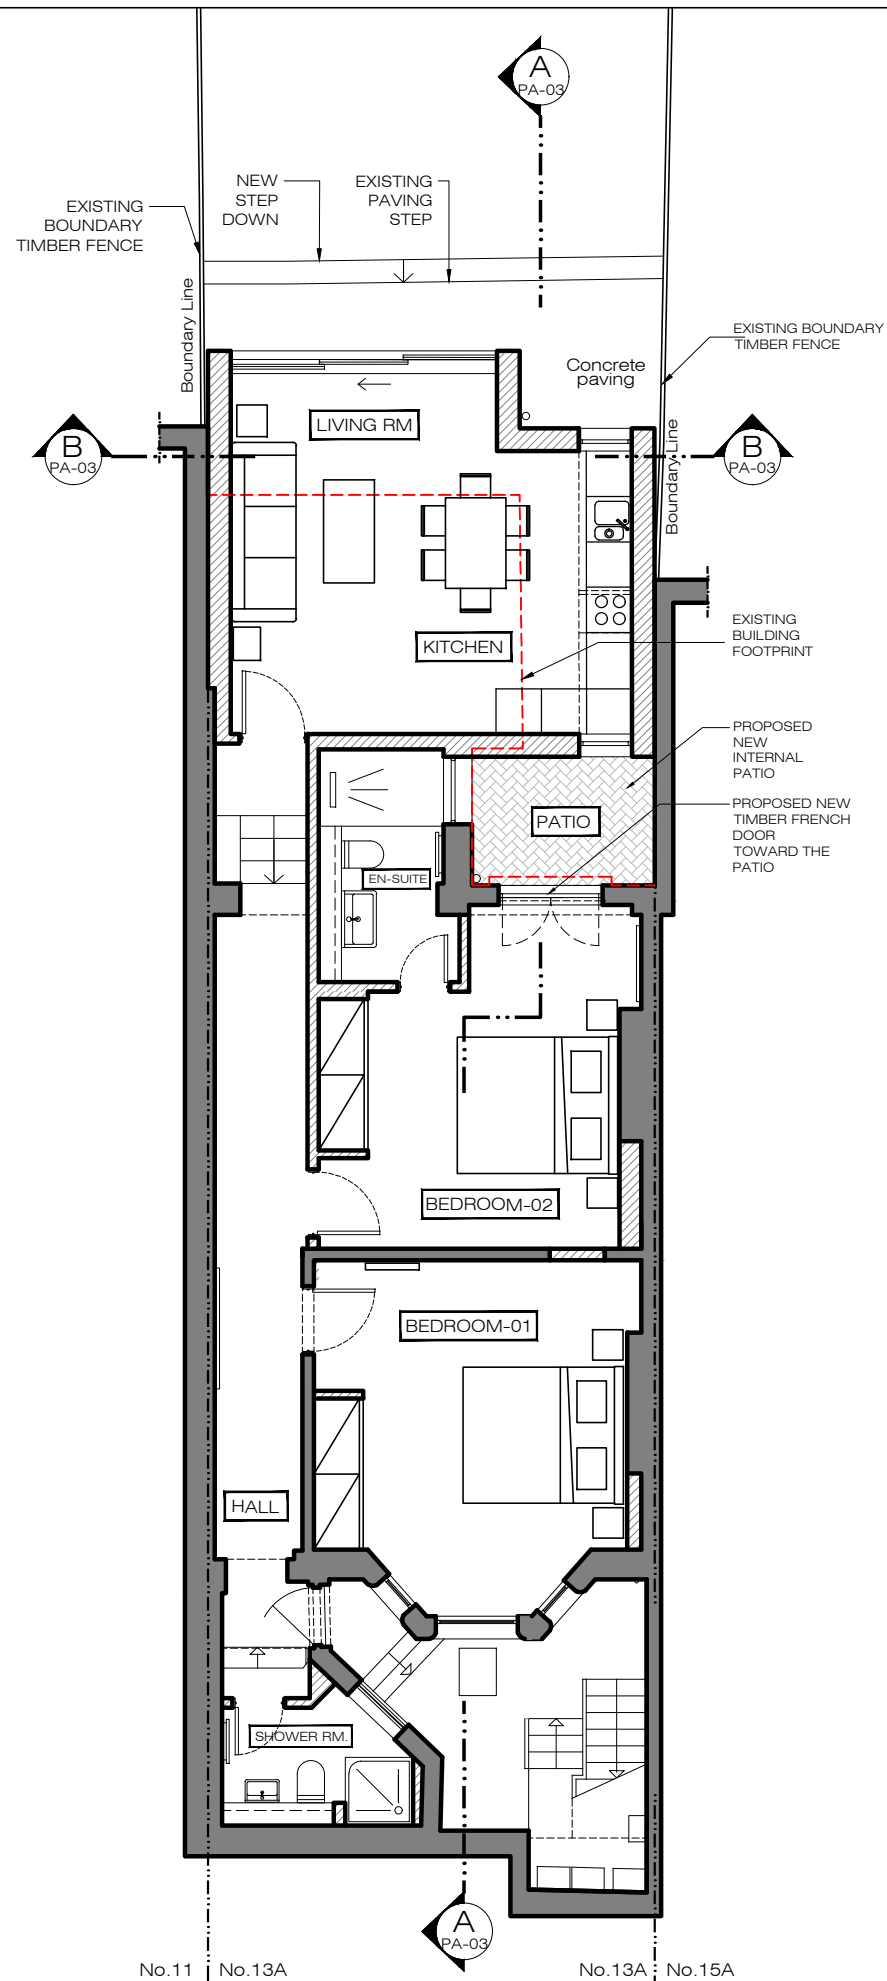 A
PA-03
NEW
STEP
DOWN
EXISTING
PAVING
STEP
EXISTING
BOUNDARY
TIMBER FENCE
Boundary Line
EXISTING BOUNDARY
TIMBER FENCE
Concrete
paving
LIVING RM
B
PA-03
B
PA-03
Boundary Line
EXISTING
BUILDING
FOOTPRINT
KITCHEN
PROPOSED
NEW
INTERNAL
PATIO
PATIO
PROPOSED NEW
TIMBER FRENCH
DOOR
TOWARD THE
PATIO
EN-SUITE
BEDROOM-02
BEDROOM-01
HALL
SHOWER RM.
A
PA-03
No.11
No.13A
No.13A
No.15A